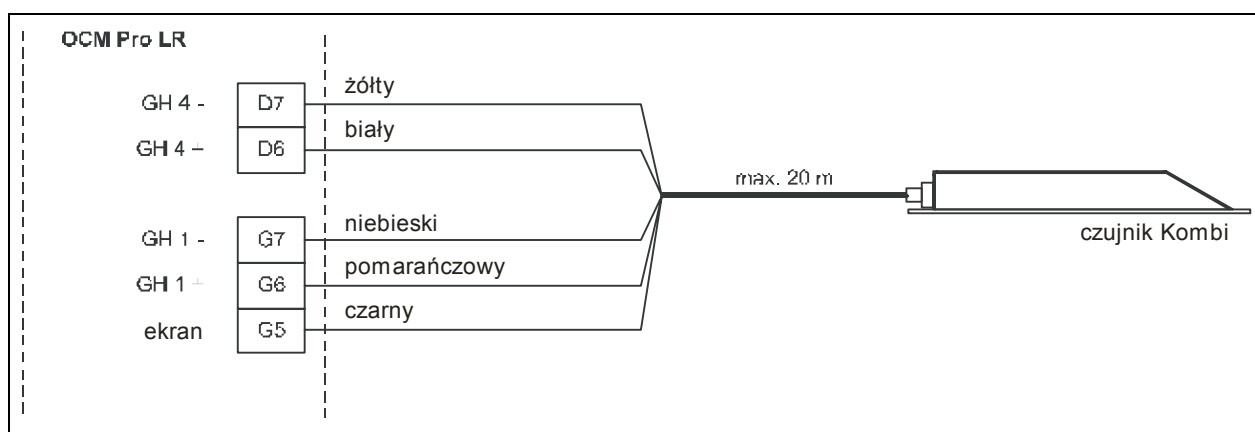 OCM Pro LR
GH 4 - D7 żółty
GH 4 + D6 biały
max. 20 m
GH 1 - G7 niebieski
czujnik Kombi
GH 1 + G6 pomarańczowy
ekran G5 czarny